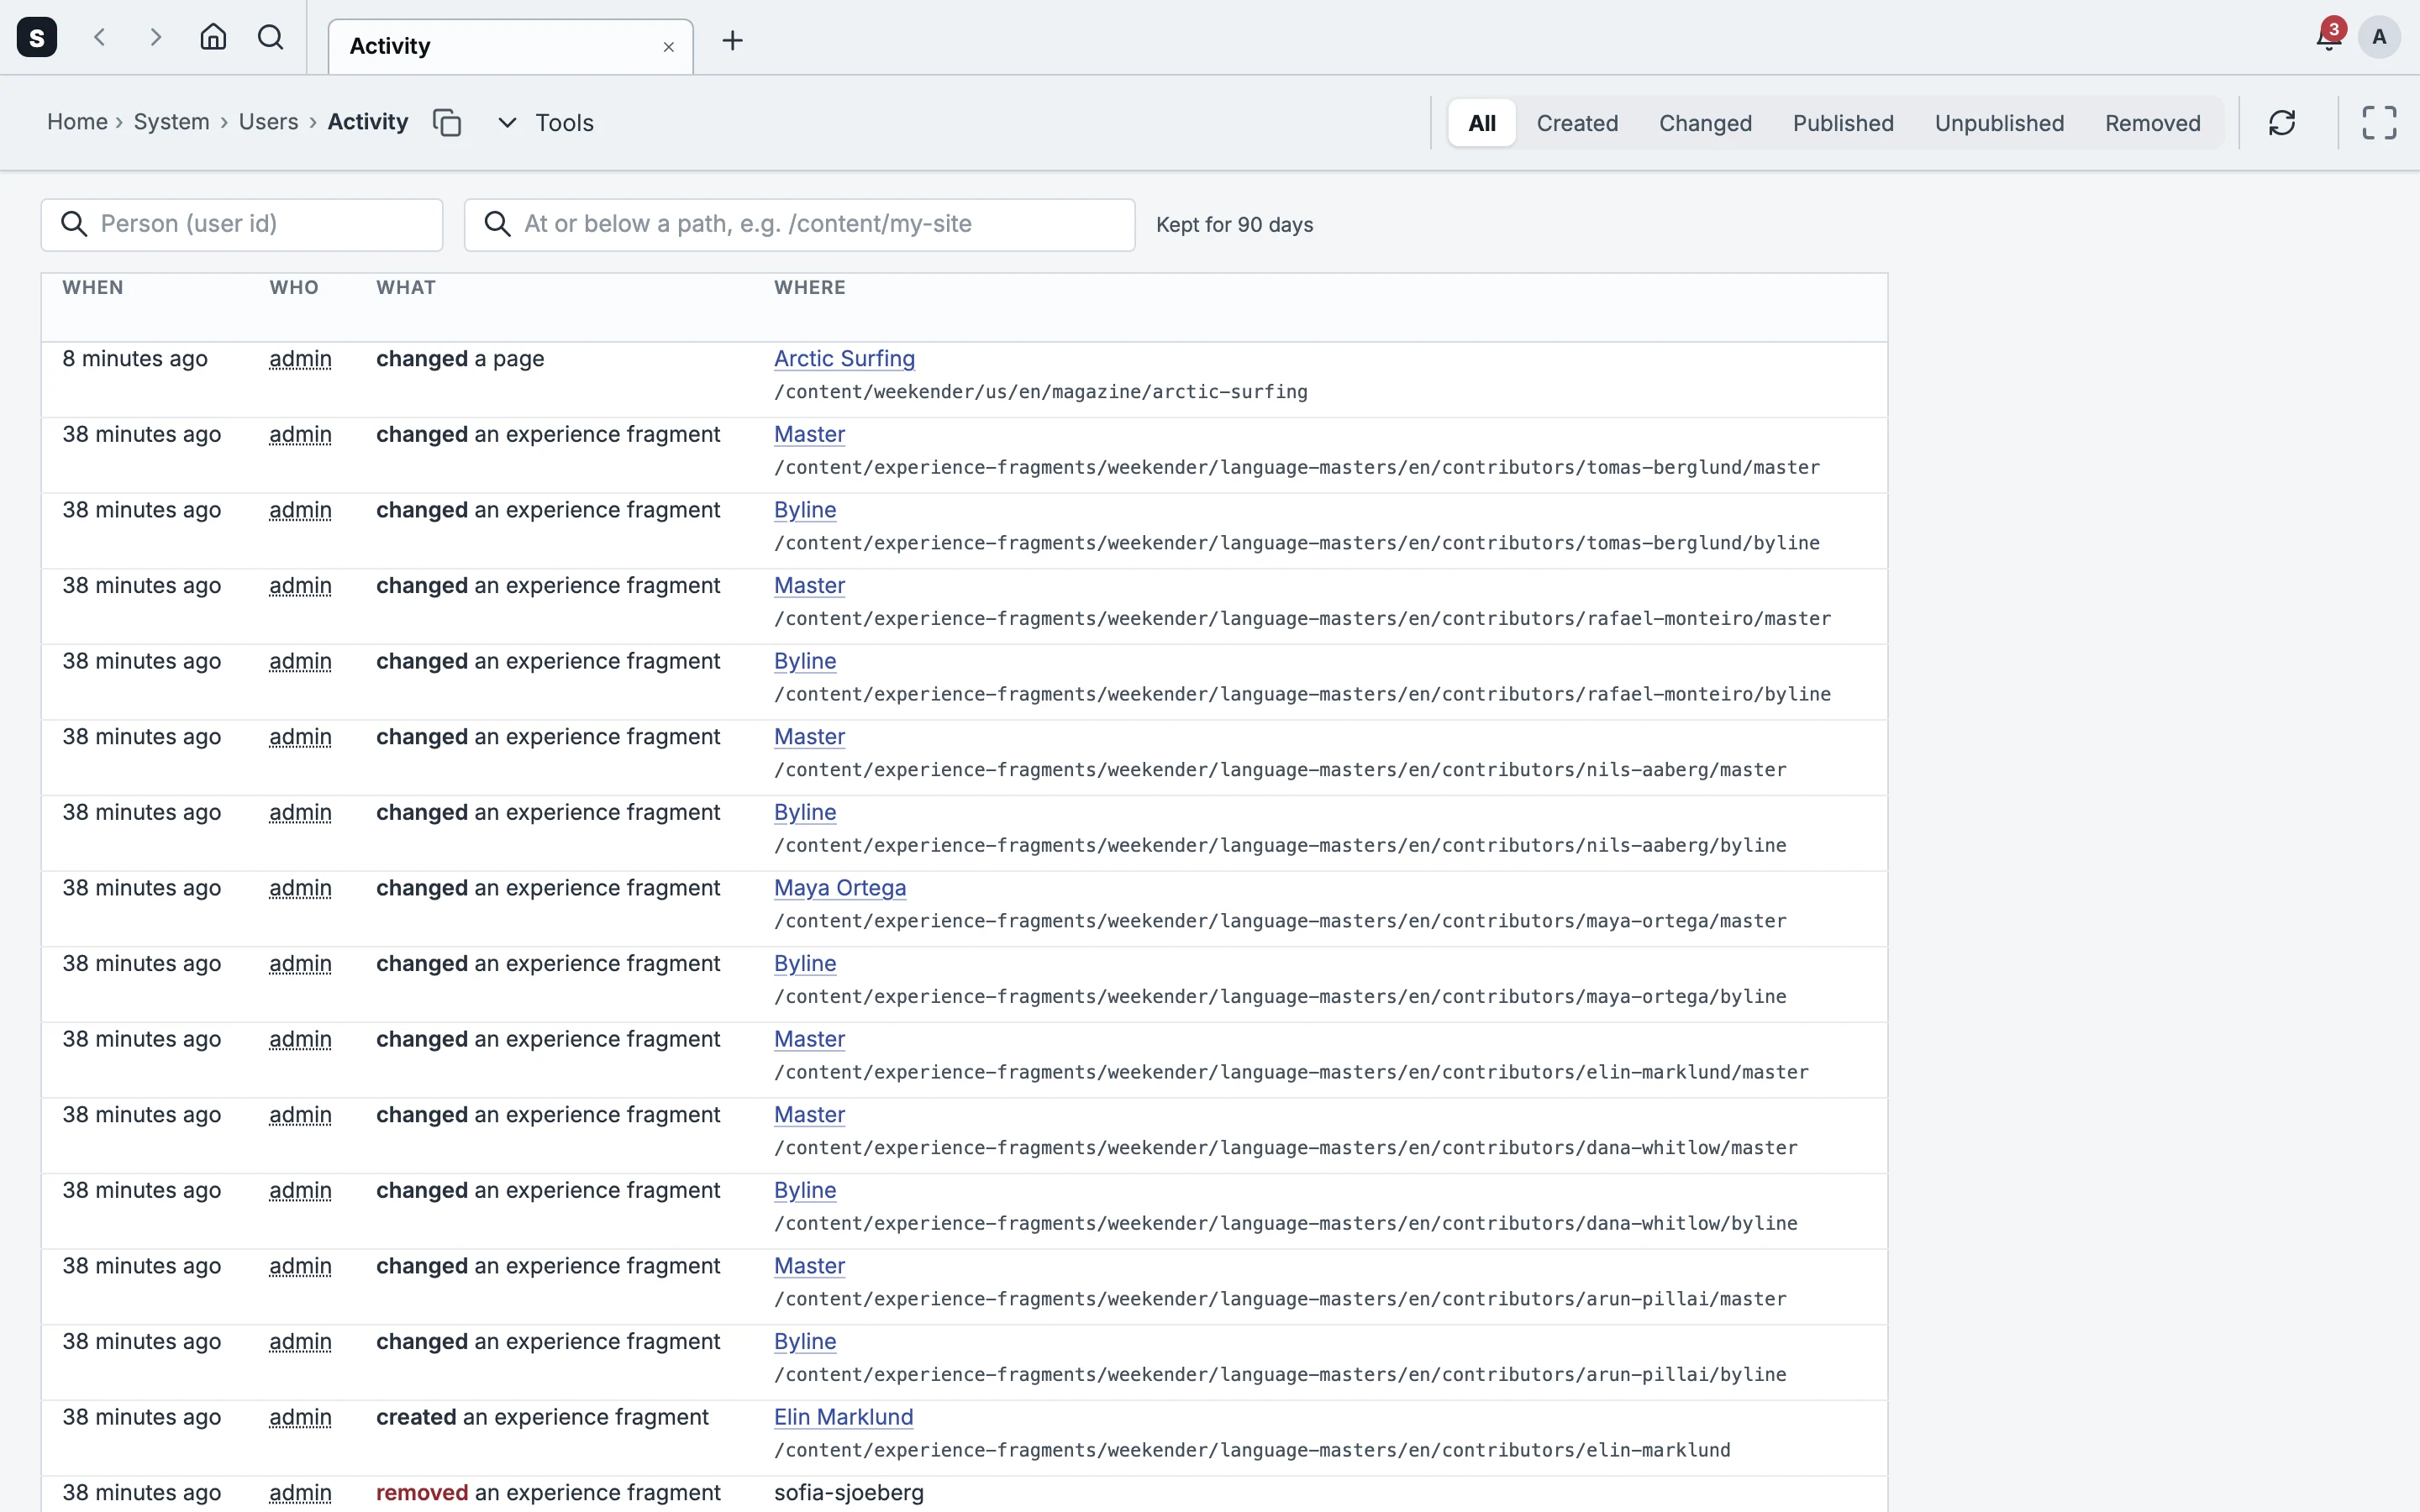 S
Activity
3
A
Home › System › Users › Activity
Tools
All Created Changed Published Unpublished Removed
Person (user id)
At or below a path, e.g. /content/my-site
Kept for 90 days
WHEN WHO WHAT WHERE
8 minutes ago admin changed a page Arctic Surfing
/content/weekender/us/en/magazine/arctic-surfing
38 minutes ago admin changed an experience fragment Master
/content/experience-fragments/weekender/language-masters/en/contributors/tomas-berglund/master
38 minutes ago admin changed an experience fragment Byline
/content/experience-fragments/weekender/language-masters/en/contributors/tomas-berglund/byline
38 minutes ago admin changed an experience fragment Master
/content/experience-fragments/weekender/language-masters/en/contributors/rafael-monteiro/master
38 minutes ago admin changed an experience fragment Byline
/content/experience-fragments/weekender/language-masters/en/contributors/rafael-monteiro/byline
38 minutes ago admin changed an experience fragment Master
/content/experience-fragments/weekender/language-masters/en/contributors/nils-aaberg/master
38 minutes ago admin changed an experience fragment Byline
/content/experience-fragments/weekender/language-masters/en/contributors/nils-aaberg/byline
38 minutes ago admin changed an experience fragment Maya Ortega
/content/experience-fragments/weekender/language-masters/en/contributors/maya-ortega/master
38 minutes ago admin changed an experience fragment Byline
/content/experience-fragments/weekender/language-masters/en/contributors/maya-ortega/byline
38 minutes ago admin changed an experience fragment Master
/content/experience-fragments/weekender/language-masters/en/contributors/elin-marklund/master
38 minutes ago admin changed an experience fragment Master
/content/experience-fragments/weekender/language-masters/en/contributors/dana-whitlow/master
38 minutes ago admin changed an experience fragment Byline
/content/experience-fragments/weekender/language-masters/en/contributors/dana-whitlow/byline
38 minutes ago admin changed an experience fragment Master
/content/experience-fragments/weekender/language-masters/en/contributors/arun-pillai/master
38 minutes ago admin changed an experience fragment Byline
/content/experience-fragments/weekender/language-masters/en/contributors/arun-pillai/byline
38 minutes ago admin created an experience fragment Elin Marklund
/content/experience-fragments/weekender/language-masters/en/contributors/elin-marklund
38 minutes ago admin removed an experience fragment sofia-sjoeberg